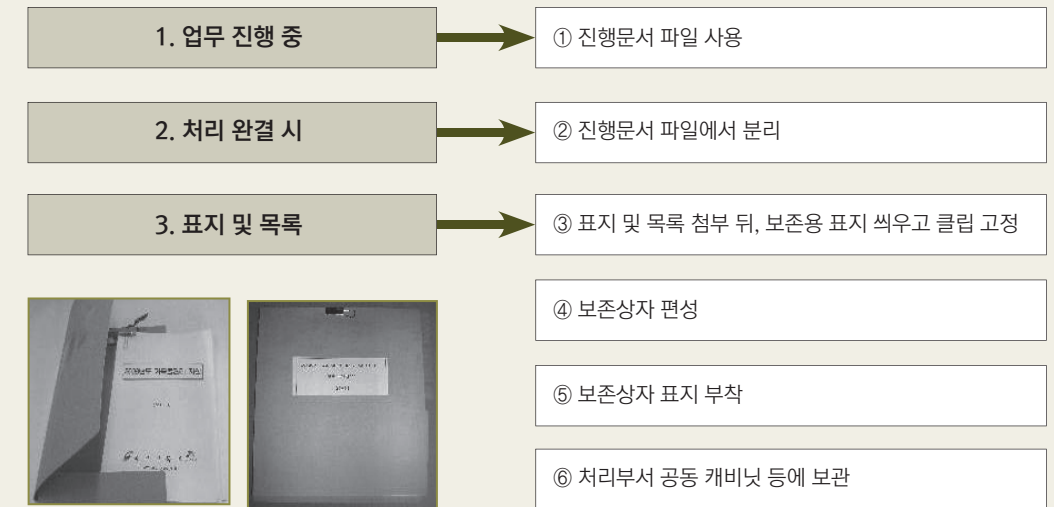 1. 업무 진행 중
① 진행문서 파일 사용
2. 처리 완결 시
② 진행문서 파일에서 분리
3. 표지 및 목록
③ 표지 및 목록 첨부 뒤, 보존용 표지 씌우고 클립 고정
④ 보존상자 편성
⑤ 보존상자 표지 부착
⑥ 처리부서 공동 캐비닛 등에 보관